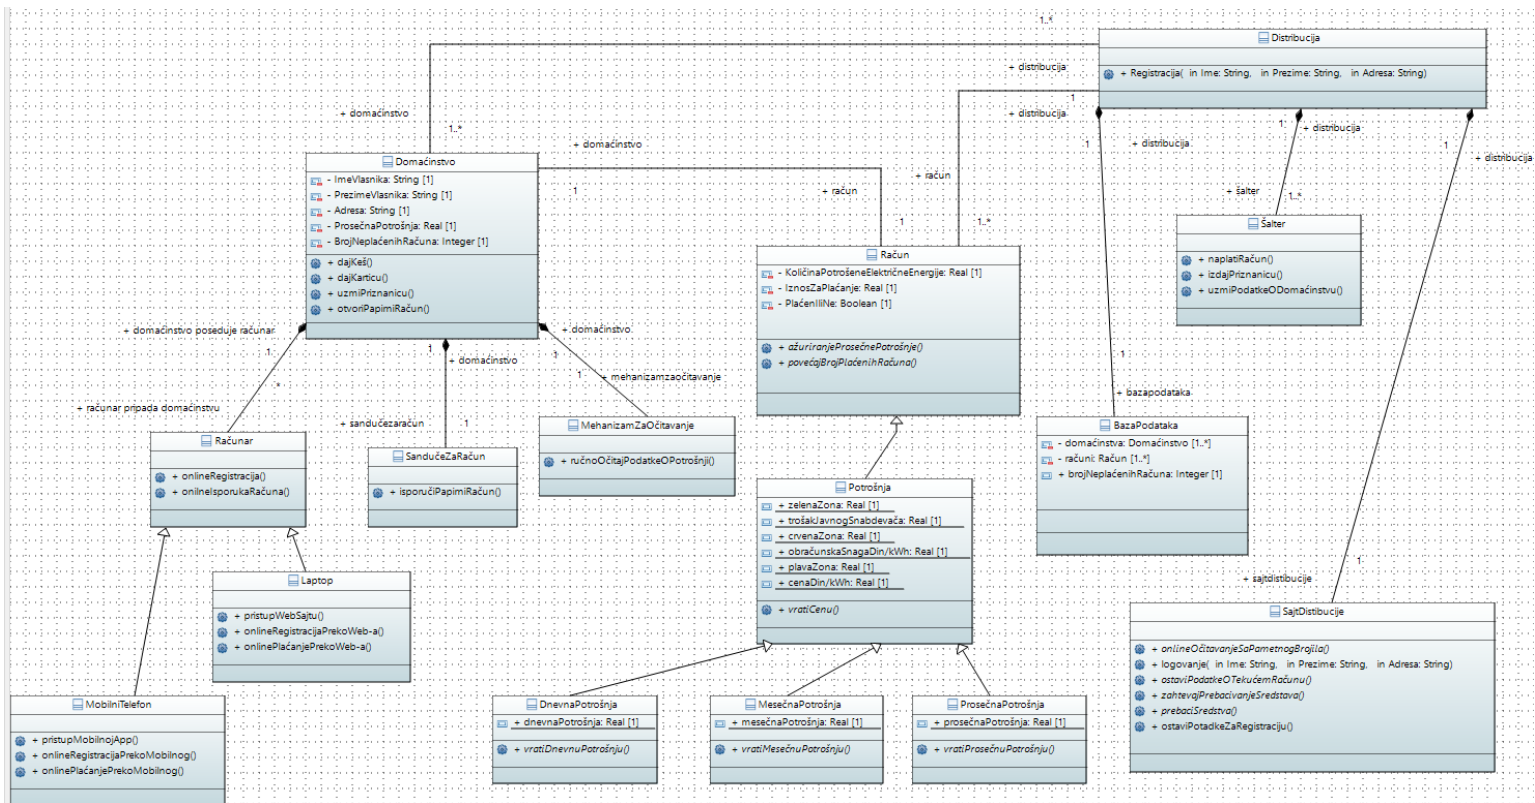 1..*
Distribucija
+ Registracija( in Ime: String, in Prezime: String, in Adresa: String)
+ distribucija
1
+ distribucija
+ domaćinstvo
1..*
+ domaćinstvo
1
+ račun
1
+ račun
1..*
1
+ distribucija
1
+ distribucija
1
+ distribucija
Domaćinstvo
- ImeVlasnika: String [1]
- PrezimeVlasnika: String [1]
- Adresa: String [1]
- ProsečnaPotrošnja: Real [1]
- BrojNeplaćenihRačuna: Integer [1]
+ dajKeš()
+ dajKarticu()
+ uzmiPriznanicu()
+ otvoriPapirniRačun()
+ šalter
1..*
Šalter
+ naplatiRačun()
+ izdajPriznanicu()
+ uzmiPodatkeODomaćinstvu()
Račun
- KoličinaPotrošeneElektričneEnergije: Real [1]
- IznosZaPlaćanje: Real [1]
- PlaćenIliNe: Boolean [1]
+ ažuriranjeProsečnePotrošnje()
+ povećajBrojPlaćenihRačuna()
+ domaćinstvo poseduje računar
1
*
+ računar pripada domaćinstvu
1
+ domaćinstvo
+ sandučezaračun
1
+ domaćinstvo
1
1
+ mehanizamzaočitavanje
1
+ bazapodataka
Računar
+ onlineRegistracija()
+ onilneIsporukaRačuna()
SandučeZaRačun
+ isporučiPapirniRačun()
MehanizamZaOčitavanje
+ ručnoOčitajPodatkeOPotrošnji()
BazaPodataka
- domaćinstva: Domaćinstvo [1..*]
- računi: Račun [1..*]
+ brojNeplaćenihRačuna: Integer [1]
Potrošnja
+ zelenaZona: Real [1]
+ trošakJavnogSnabdevača: Real [1]
+ crvenaZona: Real [1]
+ obračunskaSnagaDin/kWh: Real [1]
+ plavaZona: Real [1]
+ cenaDin/kWh: Real [1]
+ vratiCenu()
Laptop
+ pristupWebSajtu()
+ onlineRegistracijaPrekoWeb-a()
+ onlinePlaćanjePrekoWeb-a()
1
+ sajtdistibucije
SajtDistibucije
+ onlineOčitavanjeSaPametnogBrojila()
+ logovanje( in Ime: String, in Prezime: String, in Adresa: String)
+ ostaviPodatkeOTekućemRačunu()
+ zahtevajPrebacivanjeSredstava()
+ prebaciSredstva()
+ ostaviPotadkeZaRegistraciju()
MobilniTelefon
+ pristupMobilnojApp()
+ onlineRegistracijaPrekoMobilnog()
+ onlinePlaćanjePrekoMobilnog()
DnevnaPotrošnja
+ dnevnaPotrošnja: Real [1]
+ vratiDnevnuPotrošnju()
MesečnaPotrošnja
+ mesečnaPotrošnja: Real [1]
+ vratiMesečnuPotrošnju()
ProsečnaPotrošnja
+ prosečnaPotrošnja: Real [1]
+ vratiProsečnuPotrošnju()